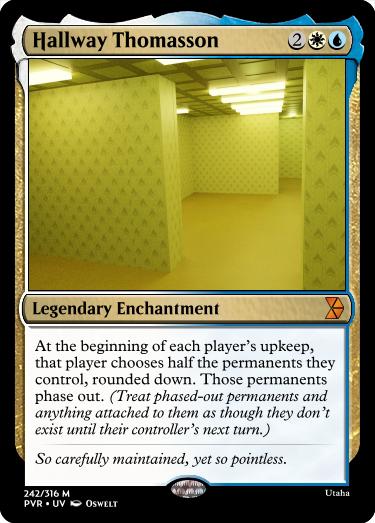 Hallway Thomasson 2
Legendary Enchantment
At the beginning of each player's upkeep,
that player chooses half the permanents they
control, rounded down. Those permanents
phase out. (Treat phased-out permanents and
anything attached to them as though they don't
exist until their controller's next turn.)
So carefully maintained, yet so pointless.
242/316 M
Utaha
PVR • UV Oswelt